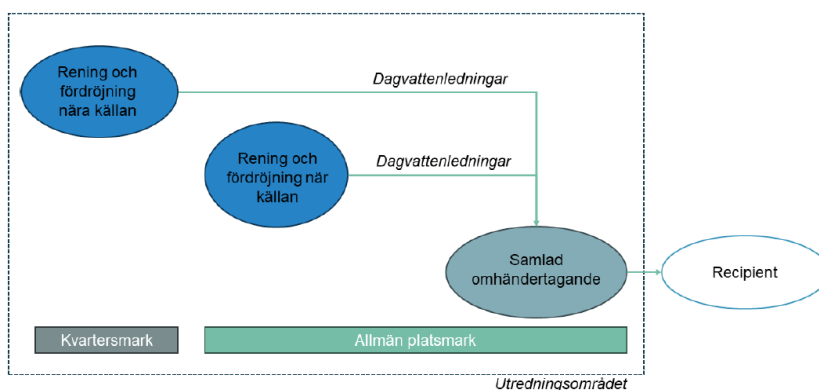 Rening och
fördröjning
nära källan
Dagvattenledningar
Rening och
fördröjning när
källan
Dagvattenledningar
Samlad
omhändertagande
Recipient
Kvartersmark
Allmän platsmark
Utredningsområdet